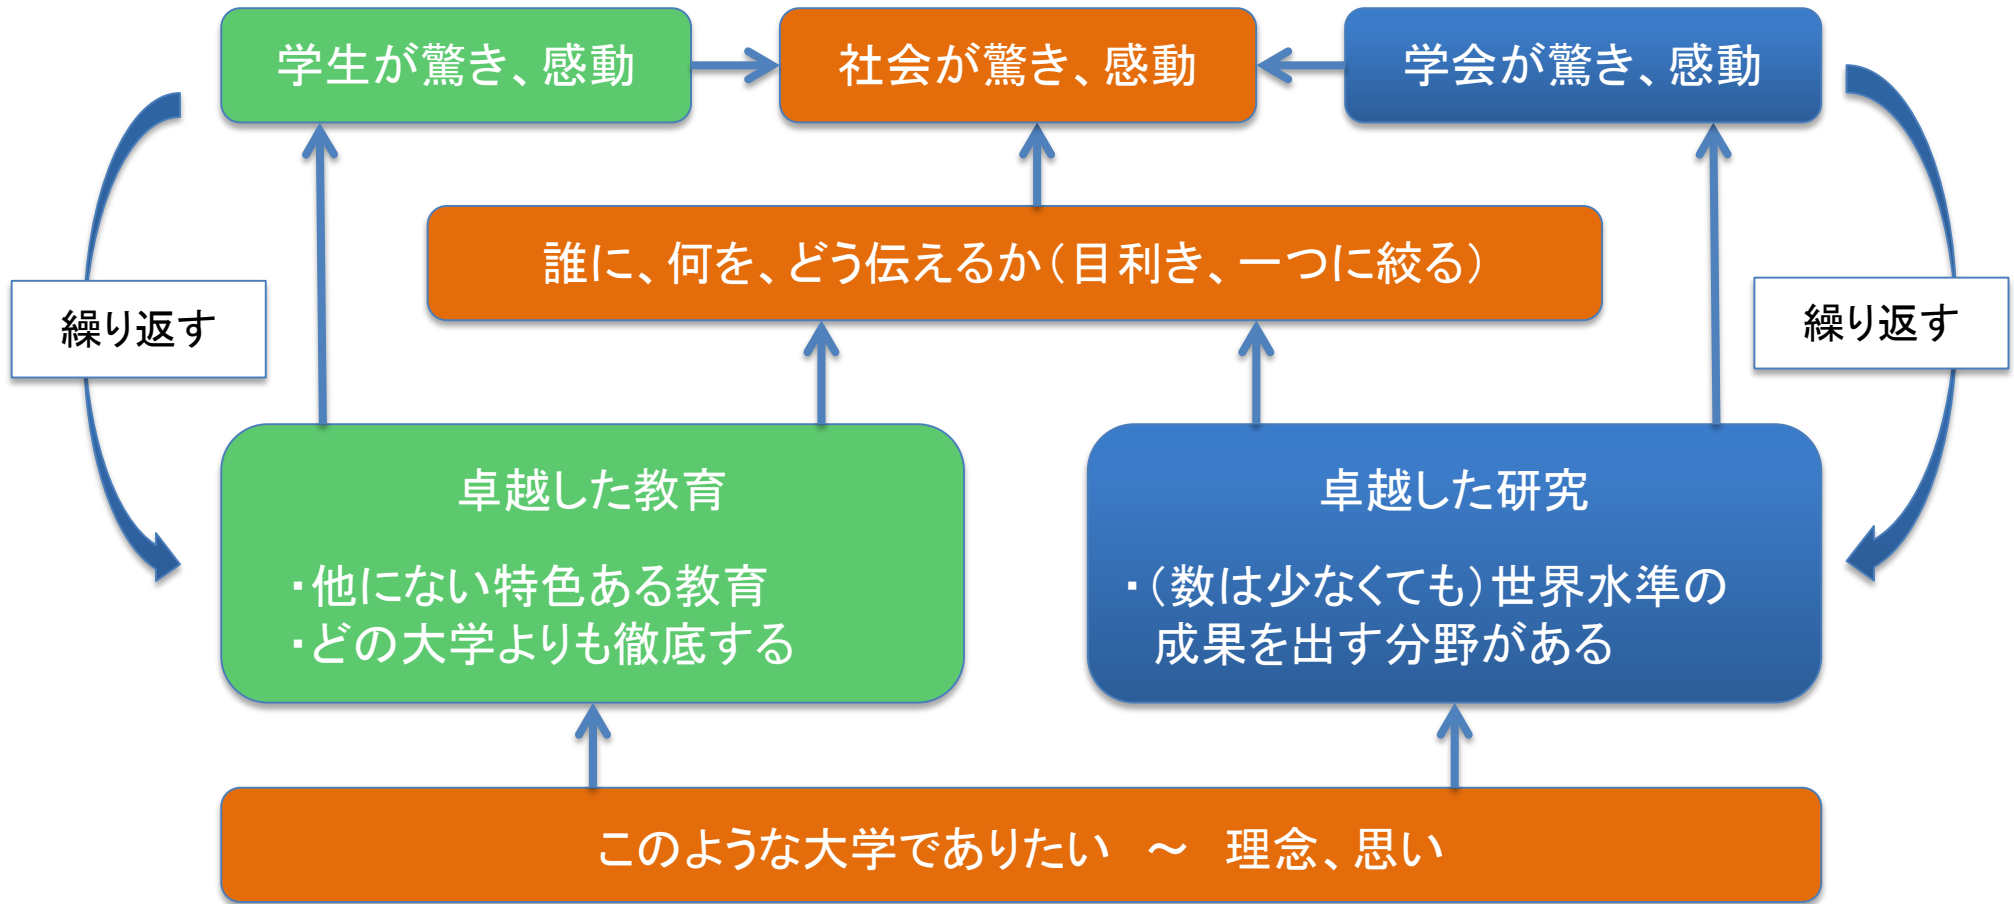 学生が驚き、感動
社会が驚き、感動
学会が驚き、感動
誰に、何を、どう伝えるか（目利き、一つに絞る）
繰り返す
繰り返す
卓越した教育
・他にない特色ある教育
・どの大学よりも徹底する
卓越した研究
・（数は少なくても）世界水準の
成果を出す分野がある
このような大学でありたい　～　理念、思い